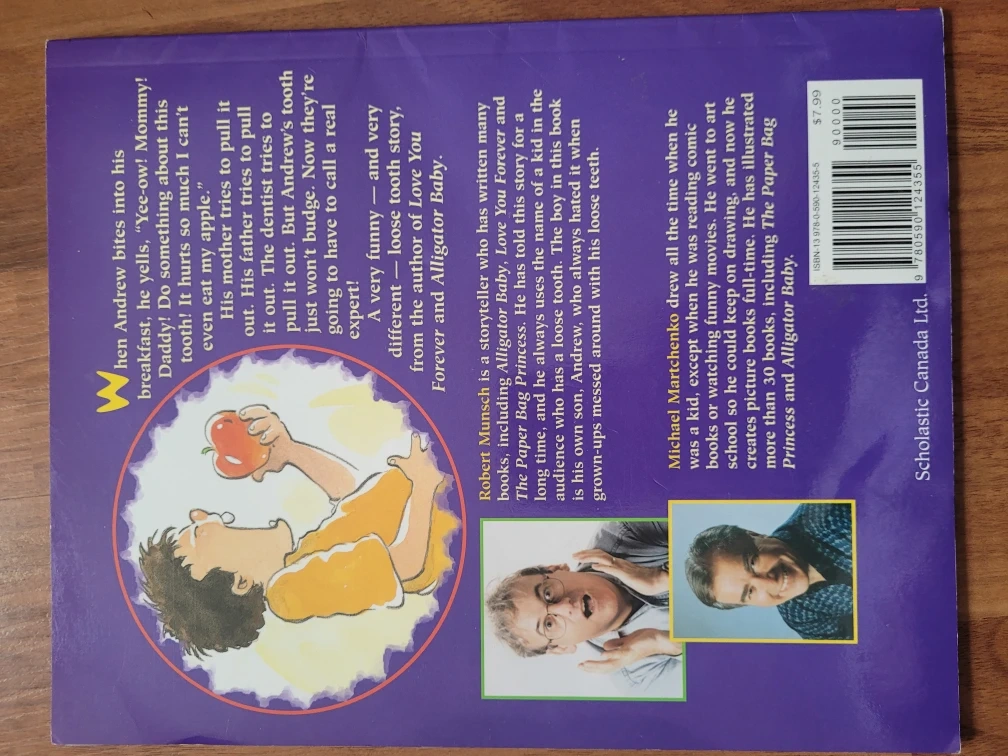 When Andrew bites into his
breakfast, he yells, "Yee-ow! Mommy!
Daddy! Do something about this
tooth! It hurts so much I can't
even eat my apple."
His mother tries to pull it
out. His father tries to pull
it out. The dentist tries to
pull it out. But Andrew's tooth
just won't budge. Now they're
going to have to call a real
expert!
A very funny — and very
different — loose tooth story,
from the author of Love You
Forever and Alligator Baby.
Robert Munsch is a storyteller who has written many
books, including Alligator Baby, Love You Forever and
The Paper Bag Princess. He has told this story for a
long time, and he always uses the name of a kid in the
audience who has a loose tooth. The boy in this book
is his own son, Andrew, who always hated it when
grown-ups messed around with his loose teeth.
Michael Martchenko drew all the time when he
was a kid, except when he was reading comic
books or watching funny movies. He went to art
school so he could keep on drawing, and now he
creates picture books full-time. He has illustrated
more than 30 books, including The Paper Bag
Princess and Alligator Baby.
ISBN-13 978-0-590-12435-5
$7.99
90000
9 780590 124355
Scholastic Canada Ltd.